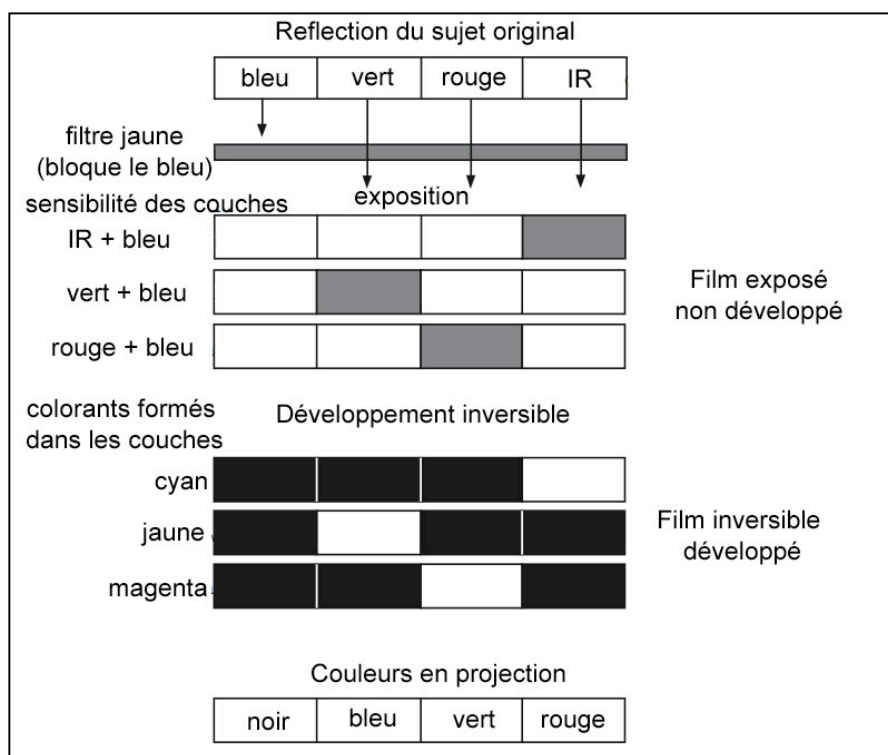 Reflection du sujet original
bleu vert rouge IR
filtre jaune
(bloque le bleu)
exposition
sensibilité des couches
IR + bleu
vert + bleu
rouge + bleu
Film exposé
non développé
colorants formés
dans les couches
Développement inversible
cyan
jaune
magenta
Film inversible
développé
Couleurs en projection
noir bleu vert rouge